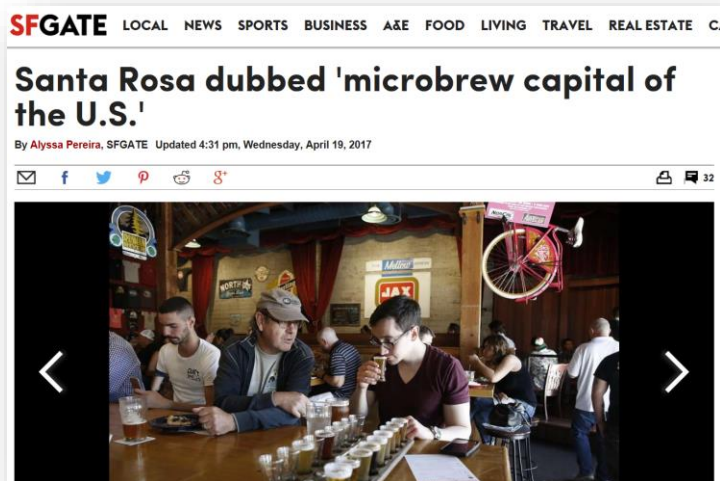 SFGATE LOCAL NEWS SPORTS BUSINESS A&E FOOD LIVING TRAVEL REAL ESTATE
Santa Rosa dubbed 'microbrew capital of
the U.S.'
By Alyssa Pereira, SFGATE Updated 4:31 pm, Wednesday, April 19, 2017
32
NORTH
Mellow
JAX